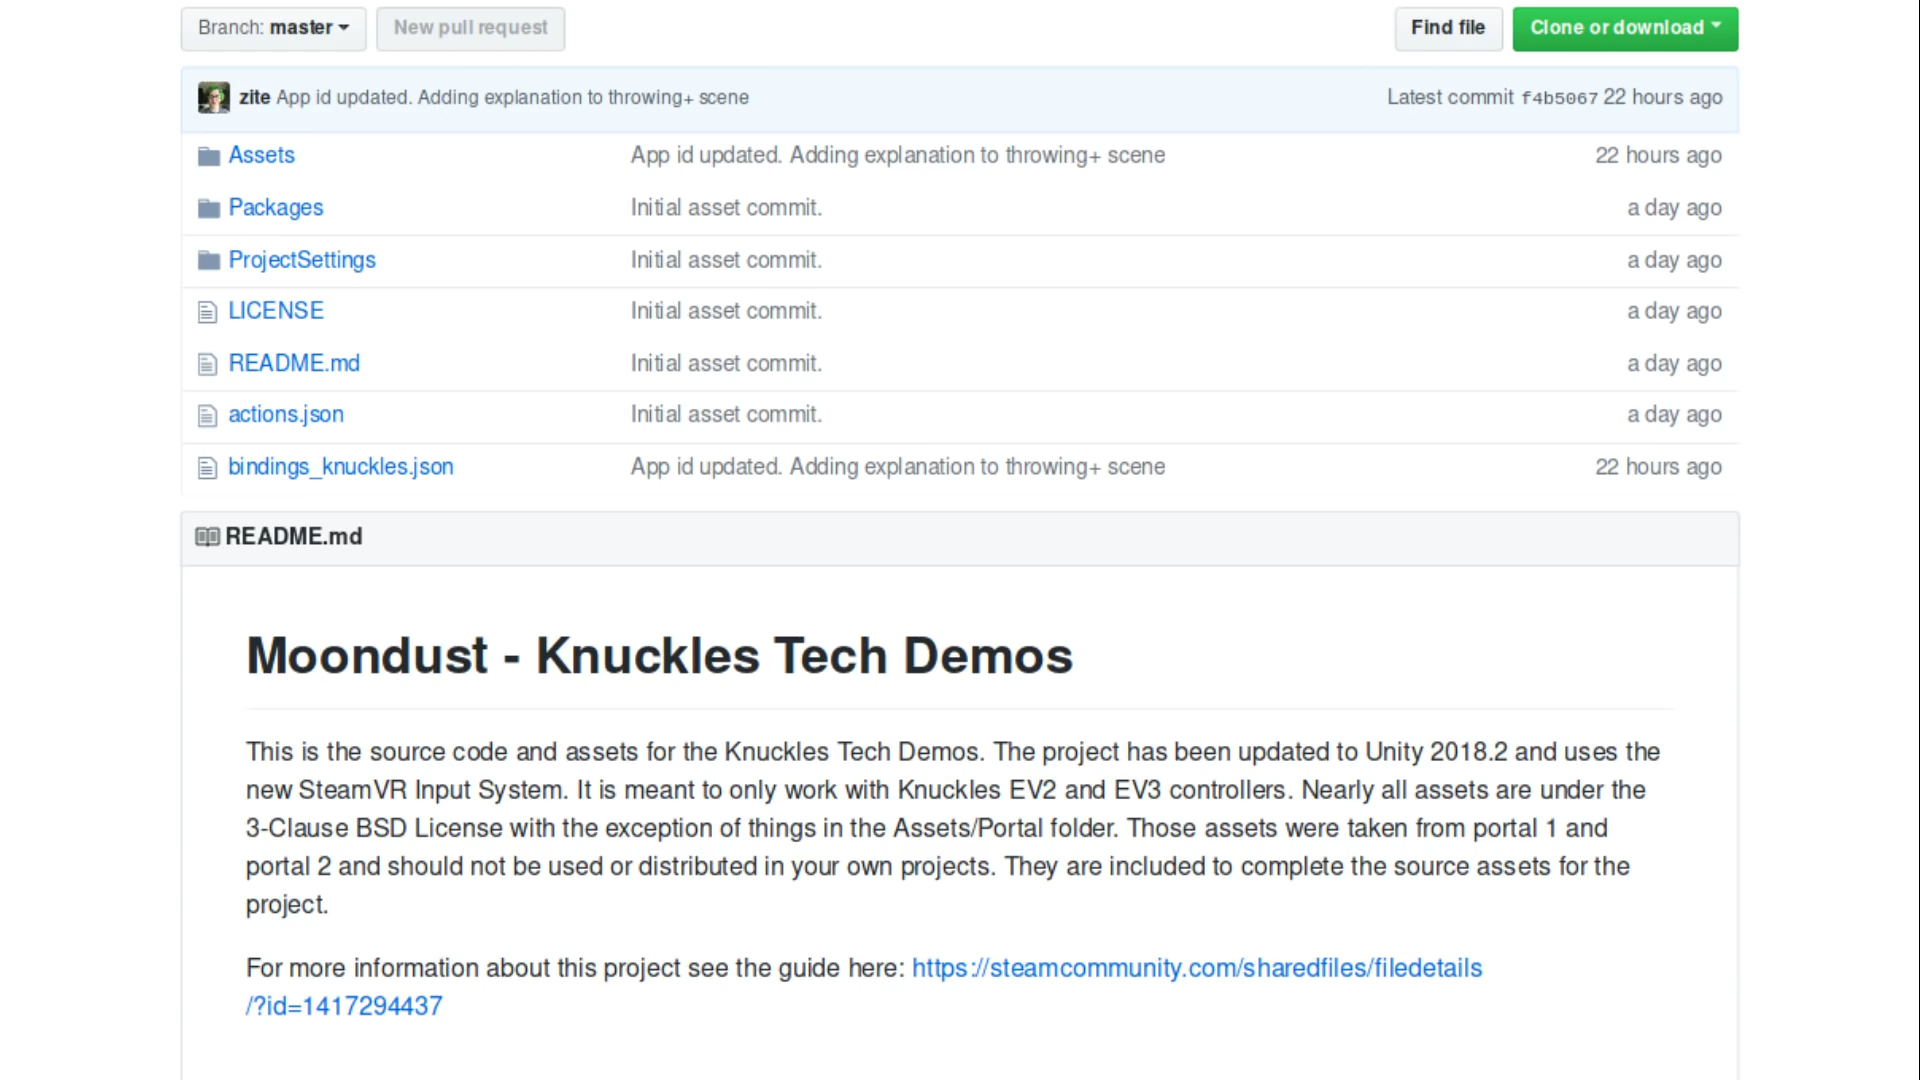 Branch: master New pull request Find file Clone or download
zite App id updated. Adding explanation to throwing+ scene Latest commit f4b5067 22 hours ago
Assets App id updated. Adding explanation to throwing+ scene 22 hours ago
Packages Initial asset commit. a day ago
ProjectSettings Initial asset commit. a day ago
LICENSE Initial asset commit. a day ago
README.md Initial asset commit. a day ago
actions.json Initial asset commit. a day ago
bindings_knuckles.json App id updated. Adding explanation to throwing+ scene 22 hours ago
README.md
Moondust - Knuckles Tech Demos
This is the source code and assets for the Knuckles Tech Demos. The project has been updated to Unity 2018.2 and uses the
new SteamVR Input System. It is meant to only work with Knuckles EV2 and EV3 controllers. Nearly all assets are under the
3-Clause BSD License with the exception of things in the Assets/Portal folder. Those assets were taken from portal 1 and
portal 2 and should not be used or distributed in your own projects. They are included to complete the source assets for the
project.
For more information about this project see the guide here: https://steamcommunity.com/sharedfiles/filedetails
/?id=1417294437